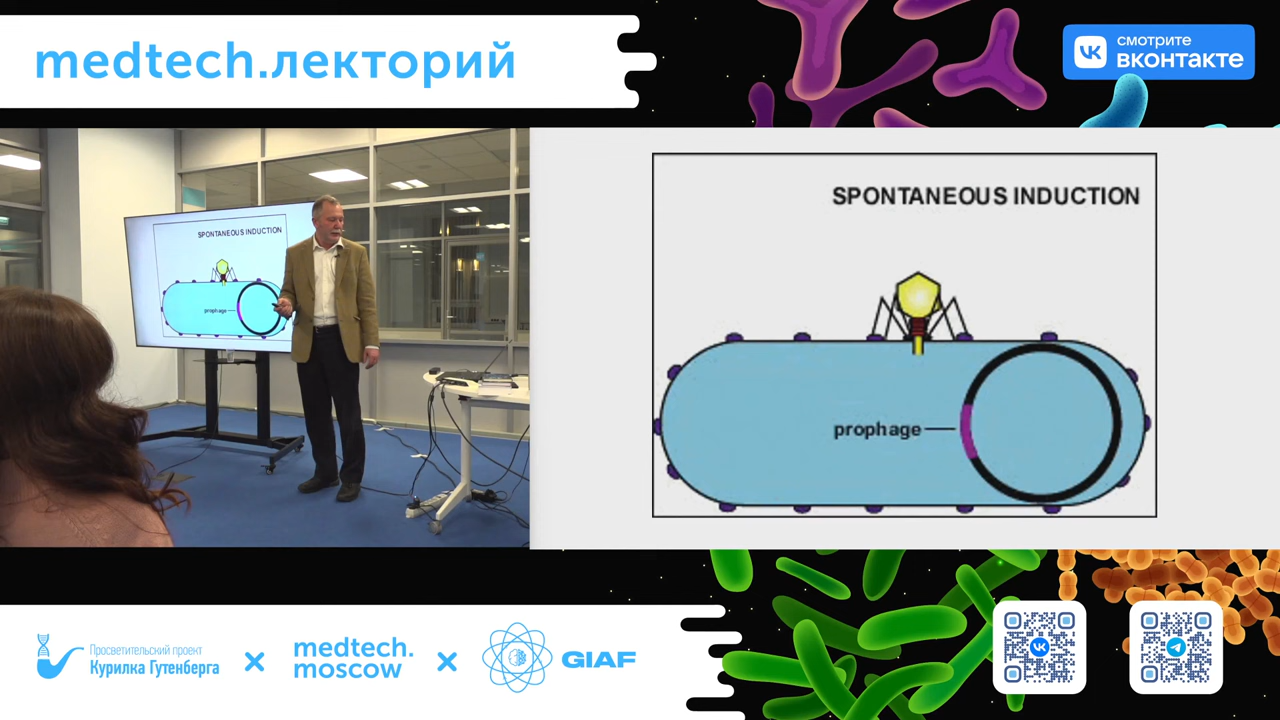 medtech.лекторий
смотрите
вконтакте
SPONTANEOUS INDUCTION
prophage
SPONTANEOUS INDUCTION
prophage
Просветительский проект
Курилка Гутенберга
medtech.
moscow
GIAF